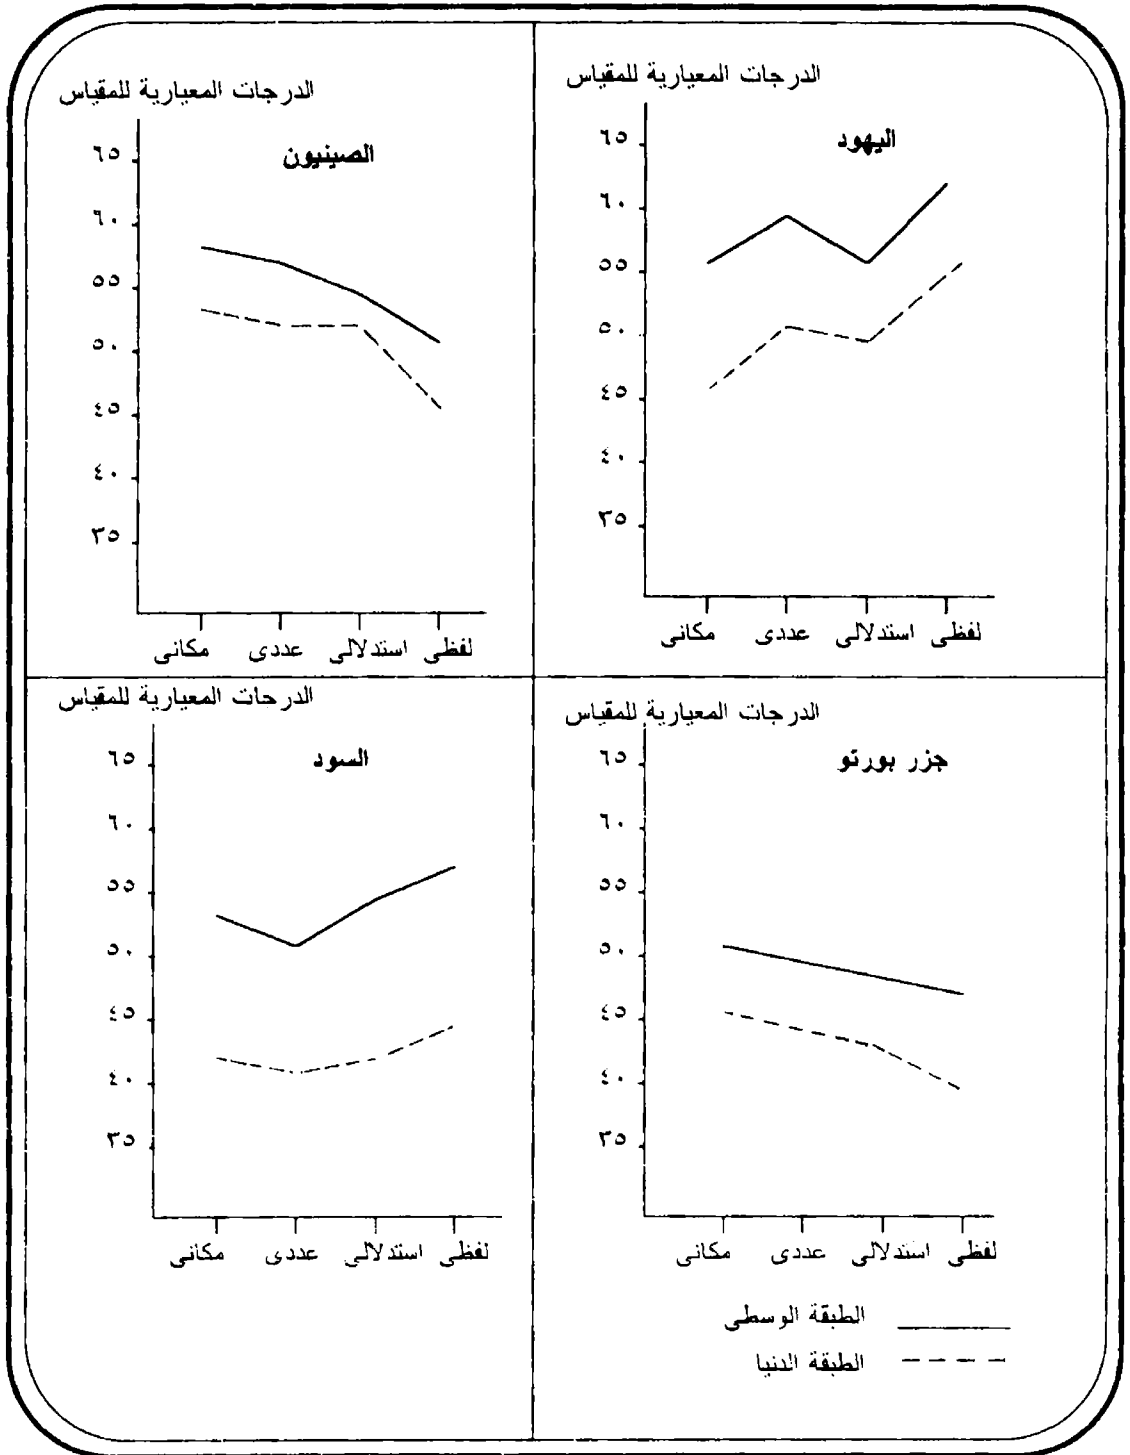 الدرجات المعيارية للمقياس
اليهود
٦٥
٦٠
٥٥
٥٠
٤٥
٤٠
٣٥
مكانى عددى استدلالى لفظى
الدرجات المعيارية للمقياس
الصينيون
٦٥
٦٠
٥٥
٥٠
٤٥
٤٠
٣٥
مكانى عددى استدلالى لفظى
الدرجات المعيارية للمقياس
جزر بورتو
٦٥
٦٠
٥٥
٥٠
٤٥
٤٠
٣٥
مكانى عددى استدلالى لفظى
الدرجات المعيارية للمقياس
السود
٦٥
٦٠
٥٥
٥٠
٤٥
٤٠
٣٥
مكانى عددى استدلالى لفظى
الطبقة الوسطى
الطبقة الدنيا